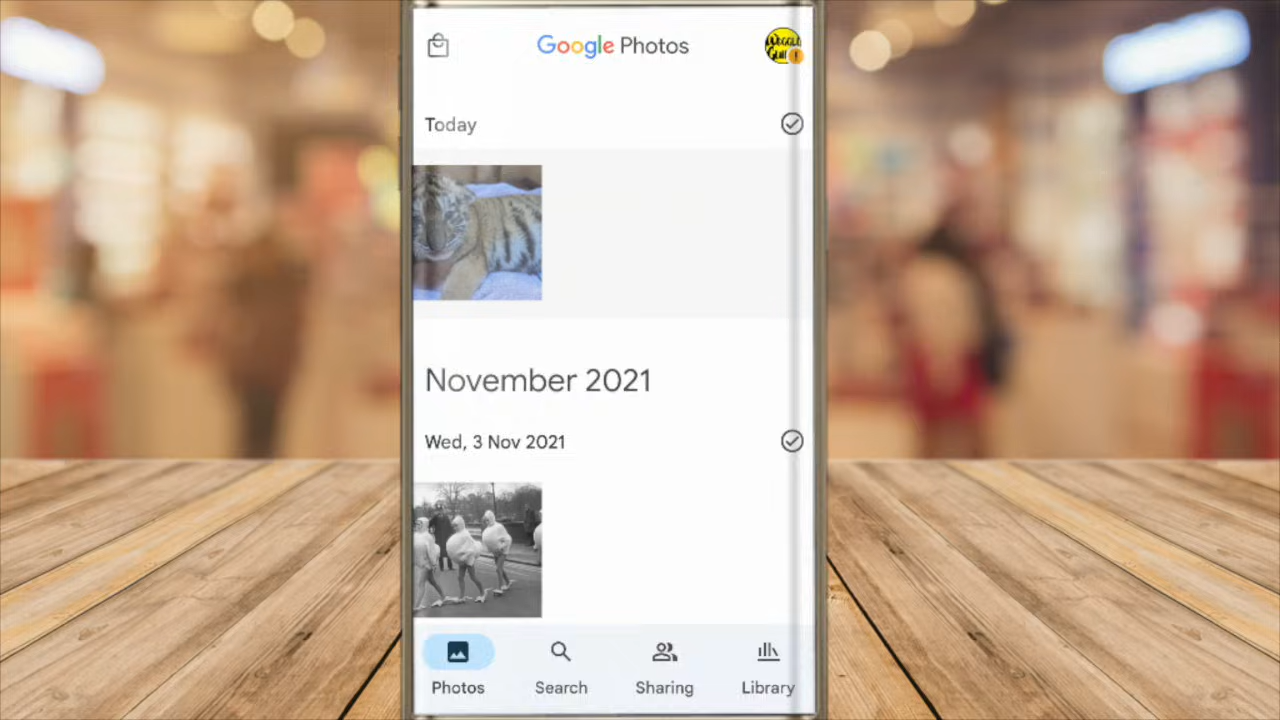 Google Photos
Today
November 2021
Wed, 3 Nov 2021
Photos
Search
Sharing
Library